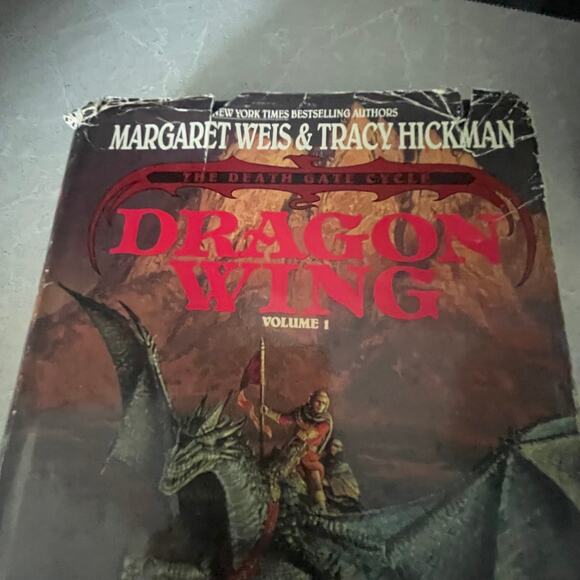 NEW YORK TIMES BESTSELLING AUTHORS
MARGARET WEIS & TRACY HICKMAN
THE DEATH GATE CYCLE
DRAGON
WING
VOLUME 1